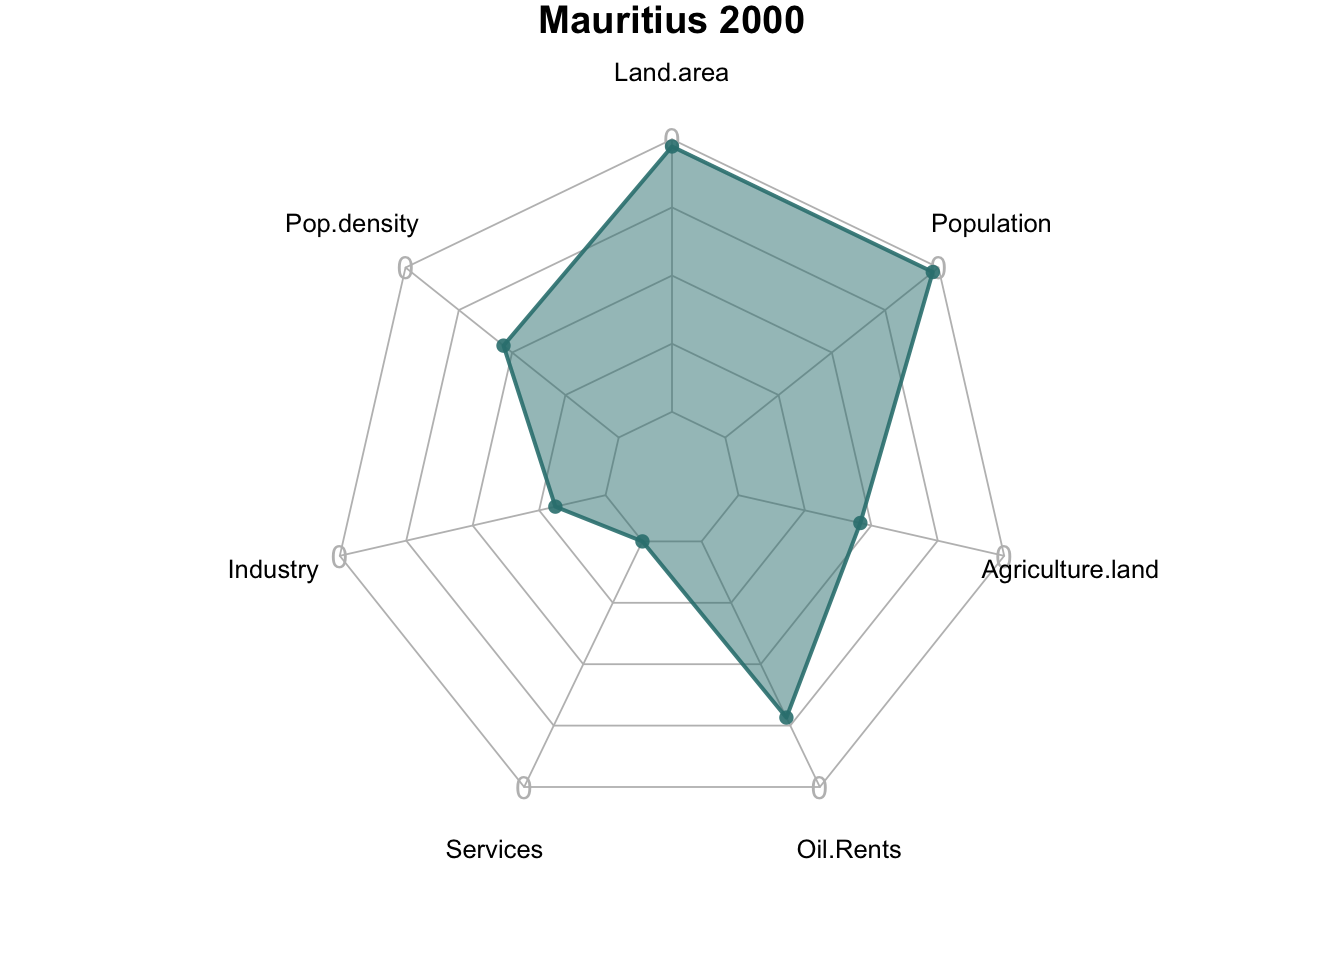 Mauritius 2000
Land.area
0
Pop.density
Population
0
0
Industry
0
0
Agriculture.land
0
0
Services
Oil.Rents